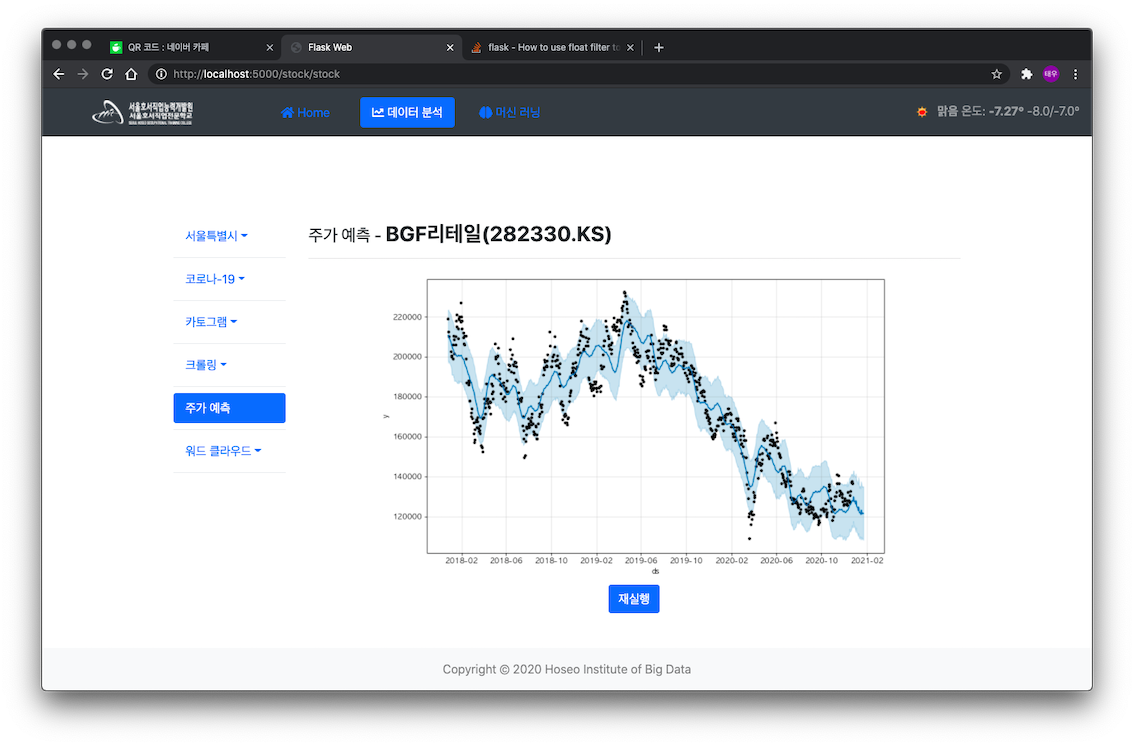 QR 코드 : 네이버 카페
Flask Web
flask - How to use float filter to
http://localhost:5000/stock/stock
태우
서울호서직업능력개발원
서울호서직업전문학교
Home
데이터 분석
머신 러닝
맑음 온도: -7.27° -8.0/-7.0°
서울특별시
코로나-19
카토그램
크롤링
주가 예측
워드 클라우드
주가 예측 - BGF리테일(282330.KS)
220000
200000
180000
160000
140000
120000
y
2018-02 2018-06 2018-10 2019-02 2019-06 2019-10 2020-02 2020-06 2020-10 2021-02
ds
재실행
Copyright © 2020 Hoseo Institute of Big Data